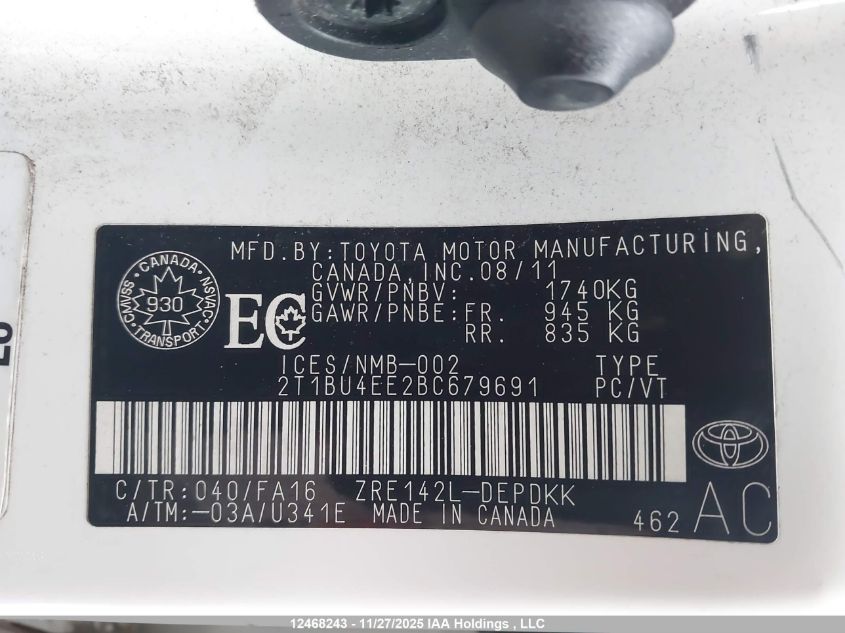 MFD.BY:TOYOTA MOTOR MANUFACTURING,
CANADA,INC.08/11
GVWR/PNBV: 1740KG
GAWR/PNBE:FR. 945 KG
RR. 835 KG
CANADA
CMVSS 930 NSVAC
TRANSPORT
EC
ICES/NMB-002 TYPE
2T1BU4EE2BC679691 PC/VT
C/TR:040/FA16 ZRE142L-DEPDKK
A/TM:-03A/U341E MADE IN CANADA 462 AC
12468243 - 11/27/2025 IAA Holdings , LLC